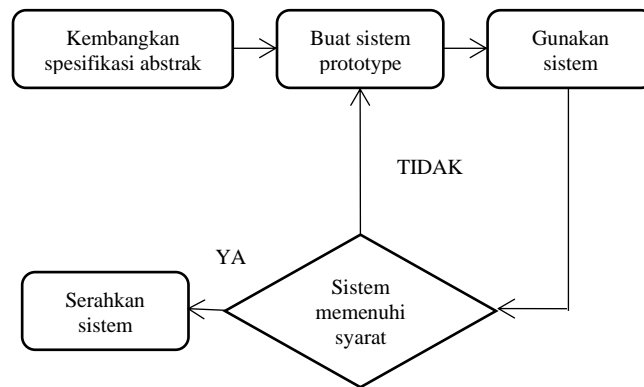 Kembangkan
spesifikasi abstrak
Buat sistem
prototype
Gunakan
sistem
TIDAK
YA
Serahkan
sistem
Sistem
memenuhi
syarat